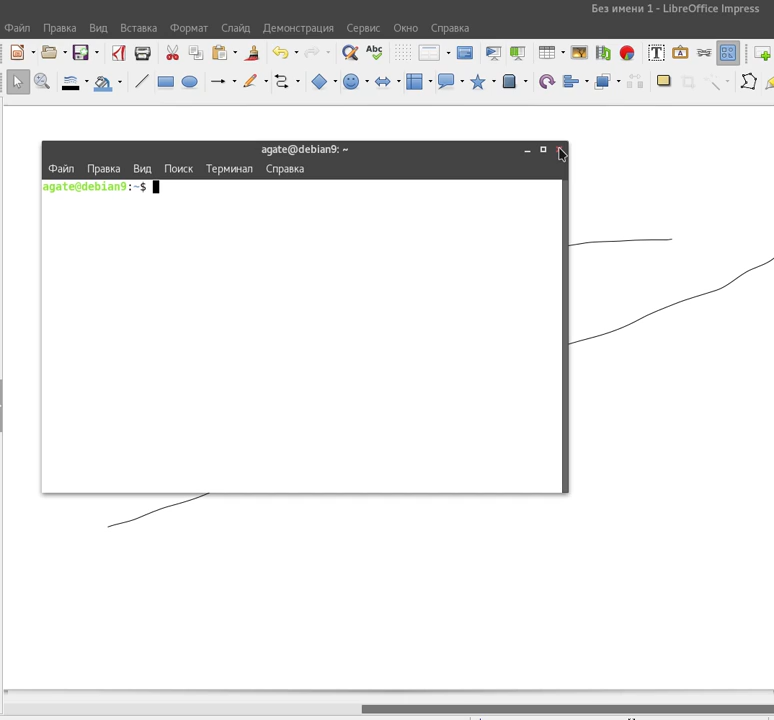 Без имени 1 - LibreOffice Impress
Файл Правка Вид Вставка Формат Слайд Демонстрация Сервис Окно Справка
Abc
agate@debian9: ~
Файл Правка Вид Поиск Терминал Справка
agate@debian9:~$